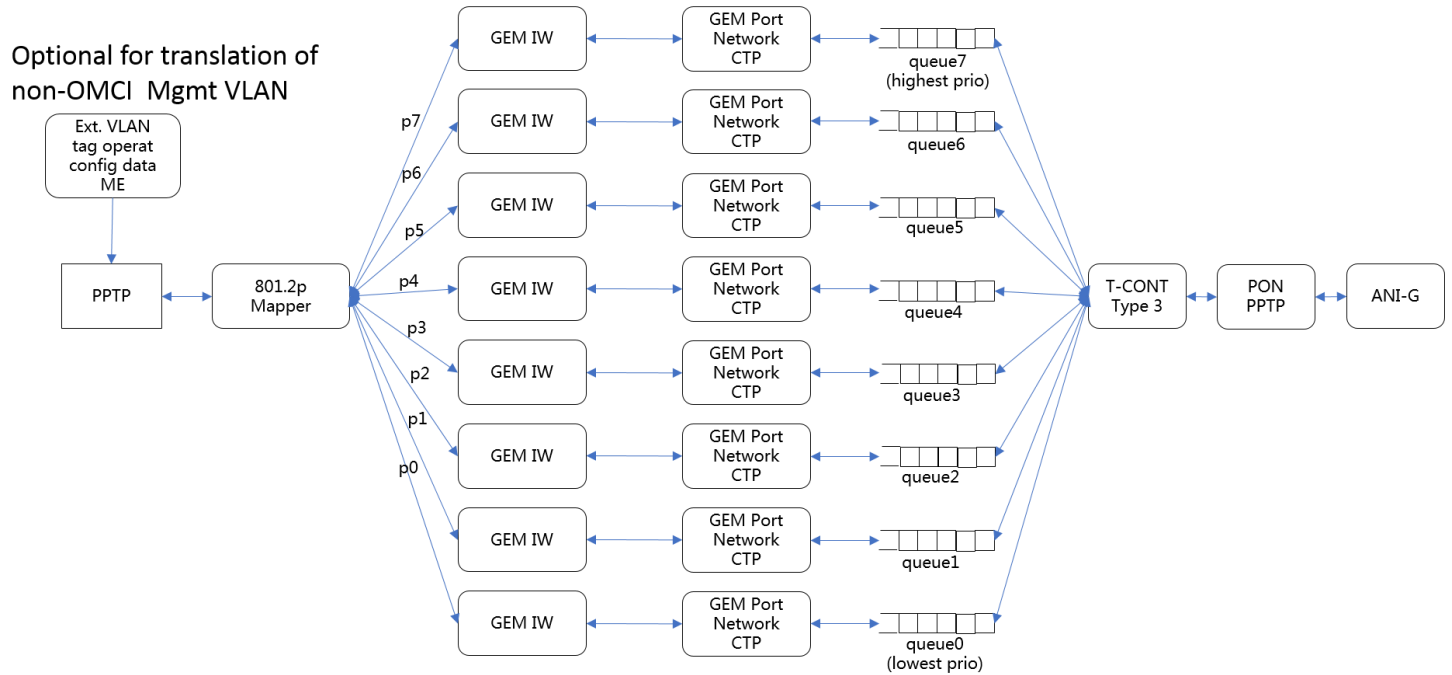 Optional for translation of
non-OMCI Mgmt VLAN
Ext. VLAN
tag operat
config data
ME
PPTP
801.2p
Mapper
p7
p6
p5
p4
p3
p2
p1
p0
GEM IW
GEM Port
Network
CTP
queue7
(highest prio)
GEM IW
GEM Port
Network
CTP
queue6
GEM IW
GEM Port
Network
CTP
queue5
GEM IW
GEM Port
Network
CTP
queue4
GEM IW
GEM Port
Network
CTP
queue3
GEM IW
GEM Port
Network
CTP
queue2
GEM IW
GEM Port
Network
CTP
queue1
GEM IW
GEM Port
Network
CTP
queue0
(lowest prio)
T-CONT
Type 3
PON
PPTP
ANI-G